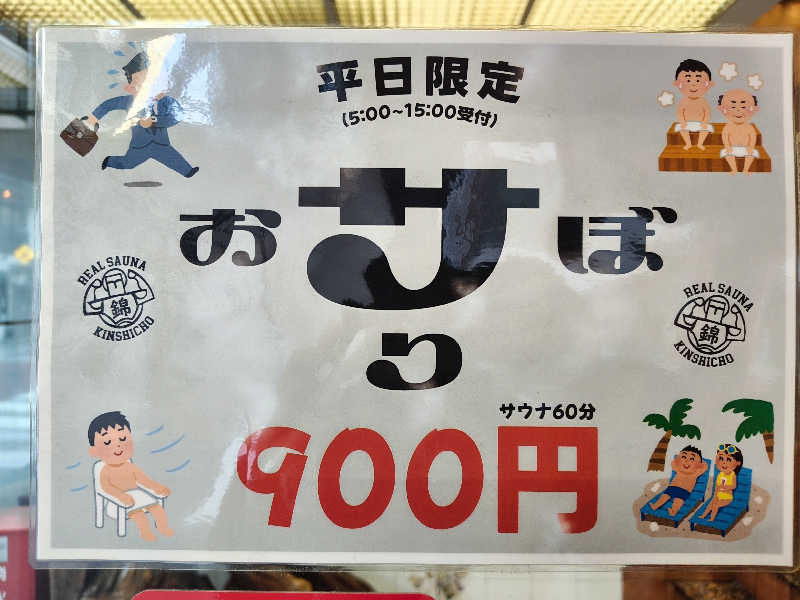 平日限定
(5:00~15:00受付)
おサぼ
り
REAL SAUNA
錦
KINSHICHO
REAL SAUNA
錦
KINSHICHO
サウナ60分
900円